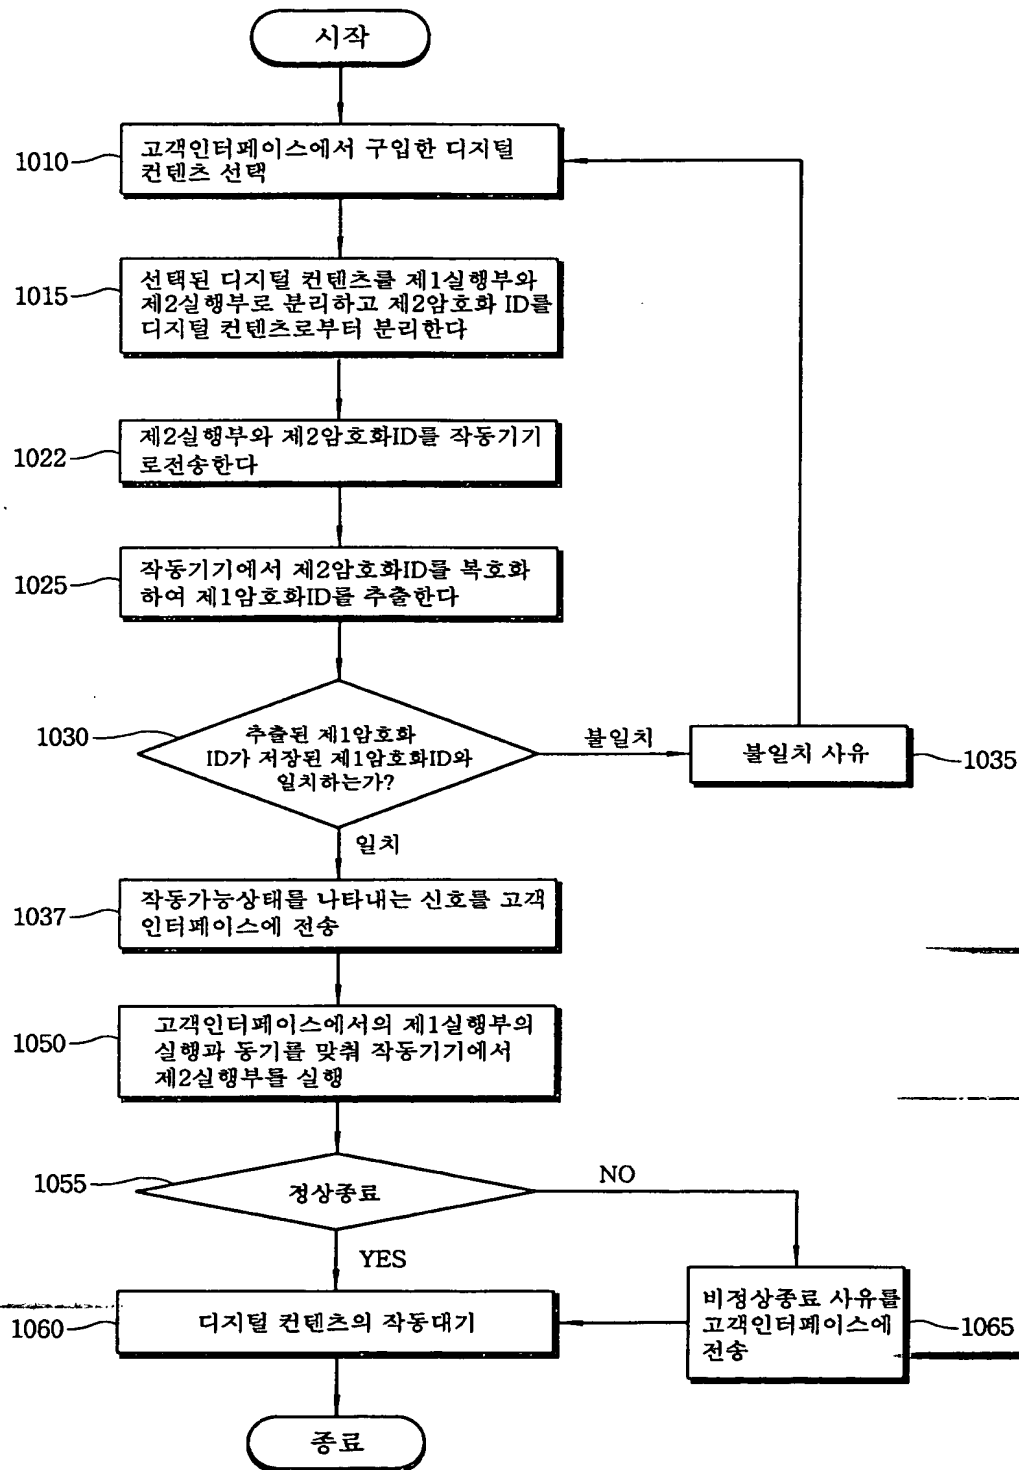 시작
1010
고객인터페이스에서 구입한 디지털
컨텐츠 선택
1015
선택된 디지털 컨텐츠를 제1실행부와
제2실행부로 분리하고 제2암호화 ID를
디지털 컨텐츠로부터 분리한다
1022
제2실행부와 제2암호화ID를 작동기기
로전송한다
1025
작동기기에서 제2암호화ID를 복호화
하여 제1암호화ID를 추출한다
1030
추출된 제1암호화
ID가 저장된 제1암호화ID와
일치하는가?
불일치
불일치 사유
1035
일치
1037
작동가능상태를 나타내는 신호를 고객
인터페이스에 전송
1050
고객인터페이스에서의 제1실행부의
실행과 동기를 맞춰 작동기기에서
제2실행부를 실행
1055
정상종료
NO
YES
1060
디지털 컨텐츠의 작동대기
비정상종료 사유를
고객인터페이스에
전송
1065
종료